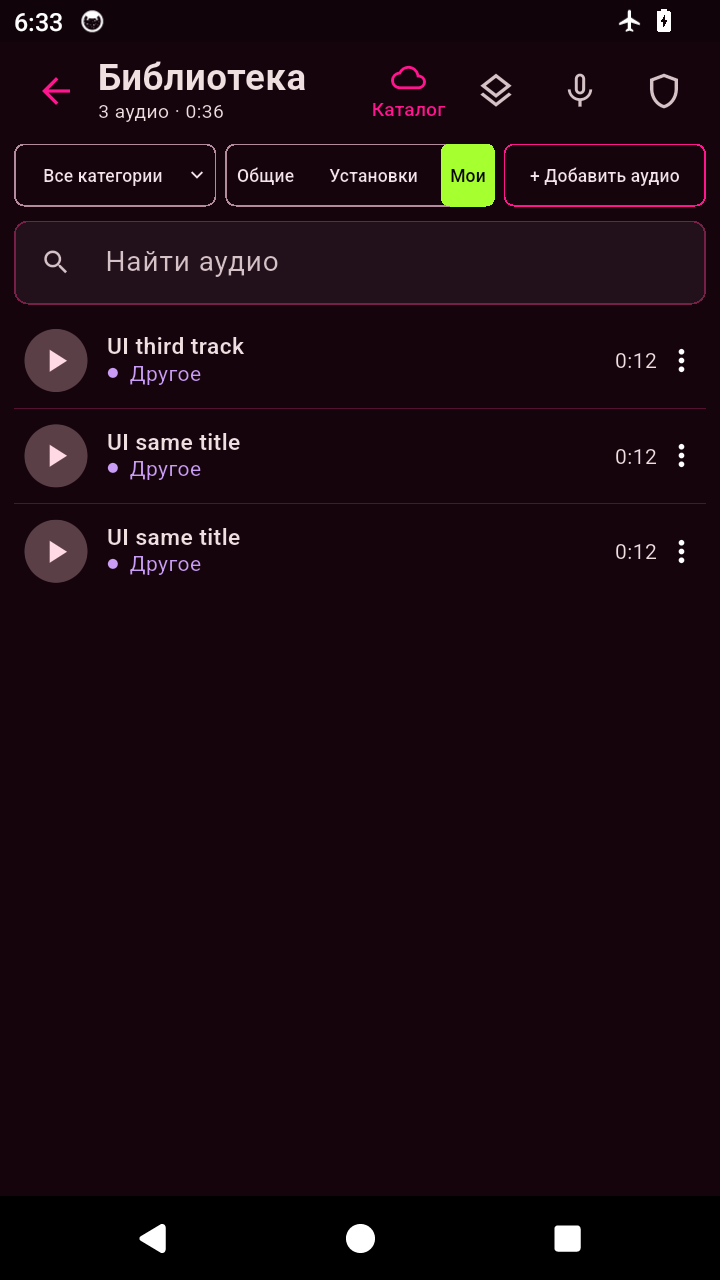 6:33
Библиотека
3 аудио · 0:36
Каталог
Все категории
Общие Установки Мои
+ Добавить аудио
Найти аудио
UI third track
Другое
0:12
UI same title
Другое
0:12
UI same title
Другое
0:12